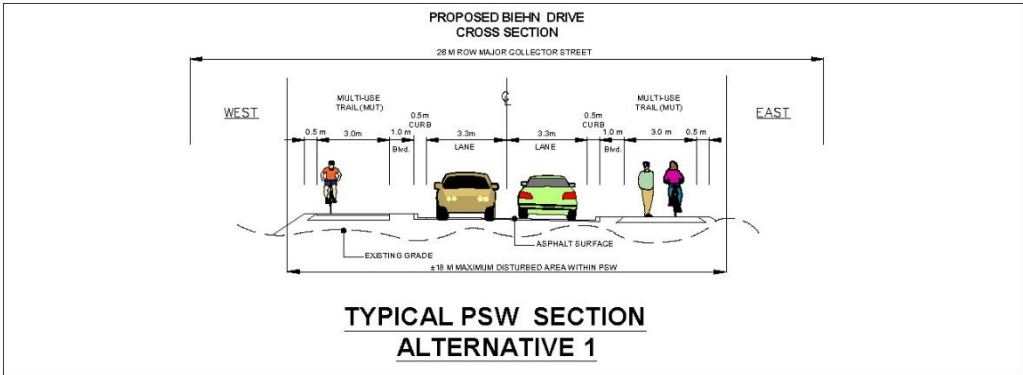 PROPOSED BIEHN DRIVE
CROSS SECTION
26 M ROW MAJOR COLLECTOR STREET
WEST
MULTI-USE
TRAIL (MUT)
℄
MULTI-USE
TRAIL (MUT)
EAST
0.5m
CURB
0.5m
CURB
0.5 m
3.0m
1.0 m
3.3m
3.3m
1.0 m
3.0 m
0.5 m
Blvd.
LANE
LANE
Blvd.
ASPHALT SURFACE
EXISTING GRADE
±18 M MAXIMUM DISTURBED AREA WITHIN PSW
TYPICAL PSW SECTION
ALTERNATIVE 1